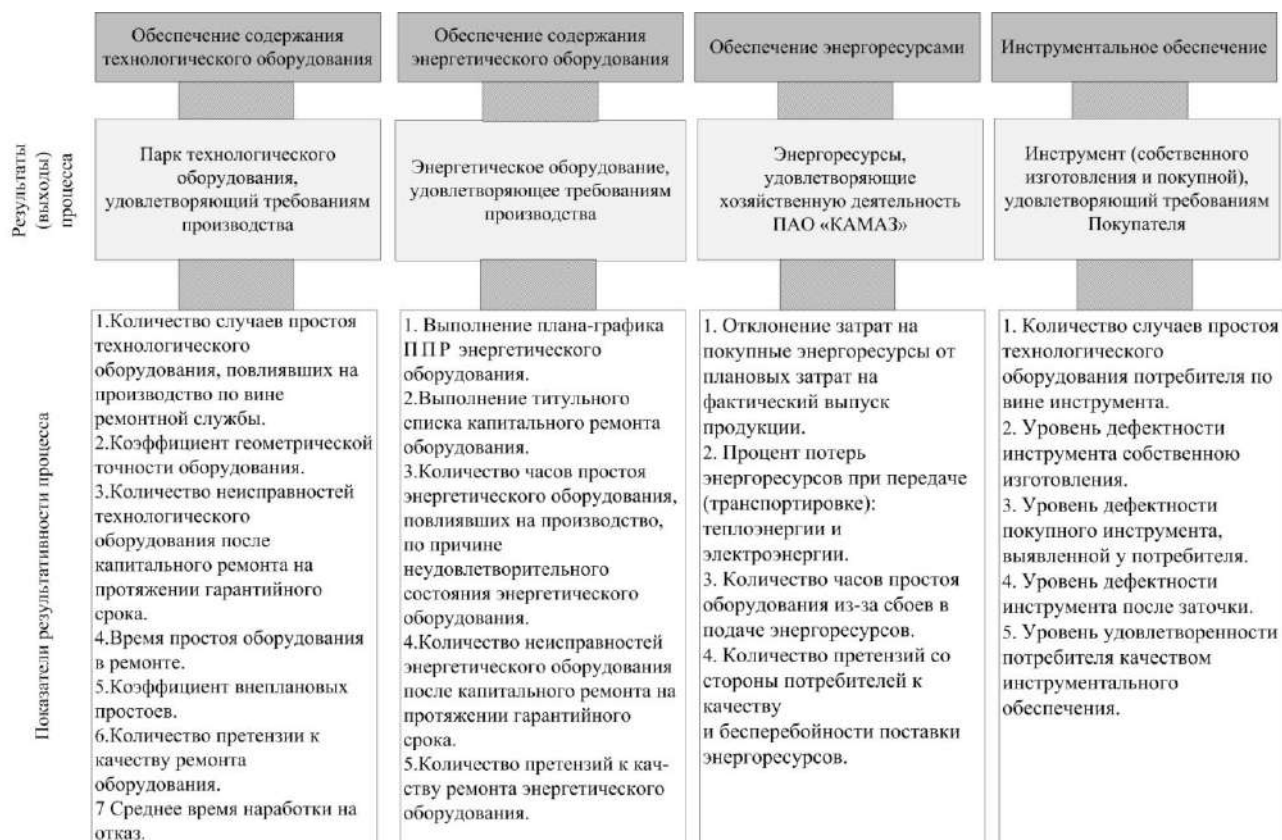 Обеспечение содержания
технологического оборудования
Обеспечение содержания
энергетического оборудования
Обеспечение энергоресурсами
Инструментальное обеспечение
Результаты
(выходы)
процесса
Парк технологического
оборудования,
удовлетворяющий требованиям
производства
Энергетическое оборудование,
удовлетворяющее требованиям
производства
Энергоресурсы,
удовлетворяющие
хозяйственную деятельность
ПАО «КАМАЗ»
Инструмент (собственного
изготовления и покупной),
удовлетворяющий требованиям
Покупателя
Показатели результативности процесса
1.Количество случаев простоя
технологического
оборудования, повлиявших на
производство по вине
ремонтной службы.
2.Коэффициент геометрической
точности оборудования.
3.Количество неисправностей
технологического
оборудования после
капитального ремонта на
протяжении гарантийного
срока.
4.Время простоя оборудования
в ремонте.
5.Коэффициент внеплановых
простоев.
6.Количество претензии к
качеству ремонта
оборудования.
7 Среднее время наработки на
отказ.
1. Выполнение плана-графика
ППР энергетического
оборудования.
2.Выполнение титульного
списка капитального ремонта
оборудования.
3.Количество часов простоя
энергетического оборудования,
повлиявших на производство,
по причине
неудовлетворительного
состояния энергетического
оборудования.
4.Количество неисправностей
энергетического оборудования
после капитального ремонта на
протяжении гарантийного
срока.
5.Количество претензий к кач-
ству ремонта энергетического
оборудования.
1. Отклонение затрат на
покупные энергоресурсы от
плановых затрат на
фактический выпуск
продукции.
2. Процент потерь
энергоресурсов при передаче
(транспортировке):
теплоэнергии и
электроэнергии.
3. Количество часов простоя
оборудования из-за сбоев в
подаче энергоресурсов.
4. Количество претензий со
стороны потребителей к
качеству
и бесперебойности поставки
энергоресурсов.
1. Количество случаев простоя
технологического
оборудования потребителя по
вине инструмента.
2. Уровень дефектности
инструмента собственною
изготовления.
3. Уровень дефектности
покупного инструмента,
выявленной у потребителя.
4. Уровень дефектности
инструмента после заточки.
5. Уровень удовлетворенности
потребителя качеством
инструментального
обеспечения.